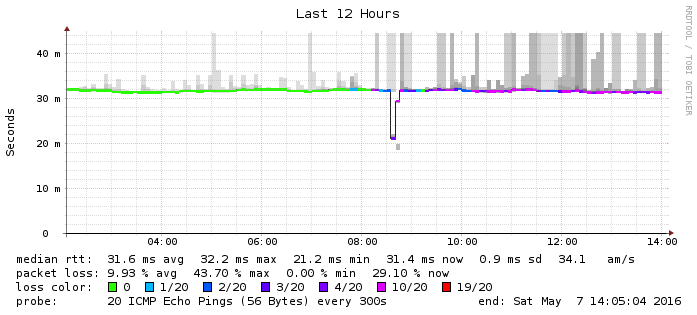 Last 12 Hours
RRDTOOL / TOBI OETIKER
Seconds
40 m
30 m
20 m
10 m
0
04:00 06:00 08:00 10:00 12:00 14:00
median rtt: 31.6 ms avg 32.2 ms max 21.2 ms min 31.4 ms now 0.9 ms sd 34.1 am/s
packet loss: 9.93 % avg 43.70 % max 0.00 % min 29.10 % now
loss color: 0 1/20 2/20 3/20 4/20 10/20 19/20
probe: 20 ICMP Echo Pings (56 Bytes) every 300s end: Sat May 7 14:05:04 2016